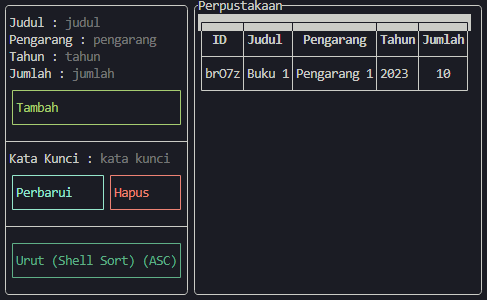 Judul : judul
Pengarang : pengarang
Tahun : tahun
Jumlah : jumlah
Tambah
Kata Kunci : kata kunci
Perbarui Hapus
Urut (Shell Sort) (ASC)
Perpustakaan
ID Judul Pengarang Tahun Jumlah
brO7z Buku 1 Pengarang 1 2023 10